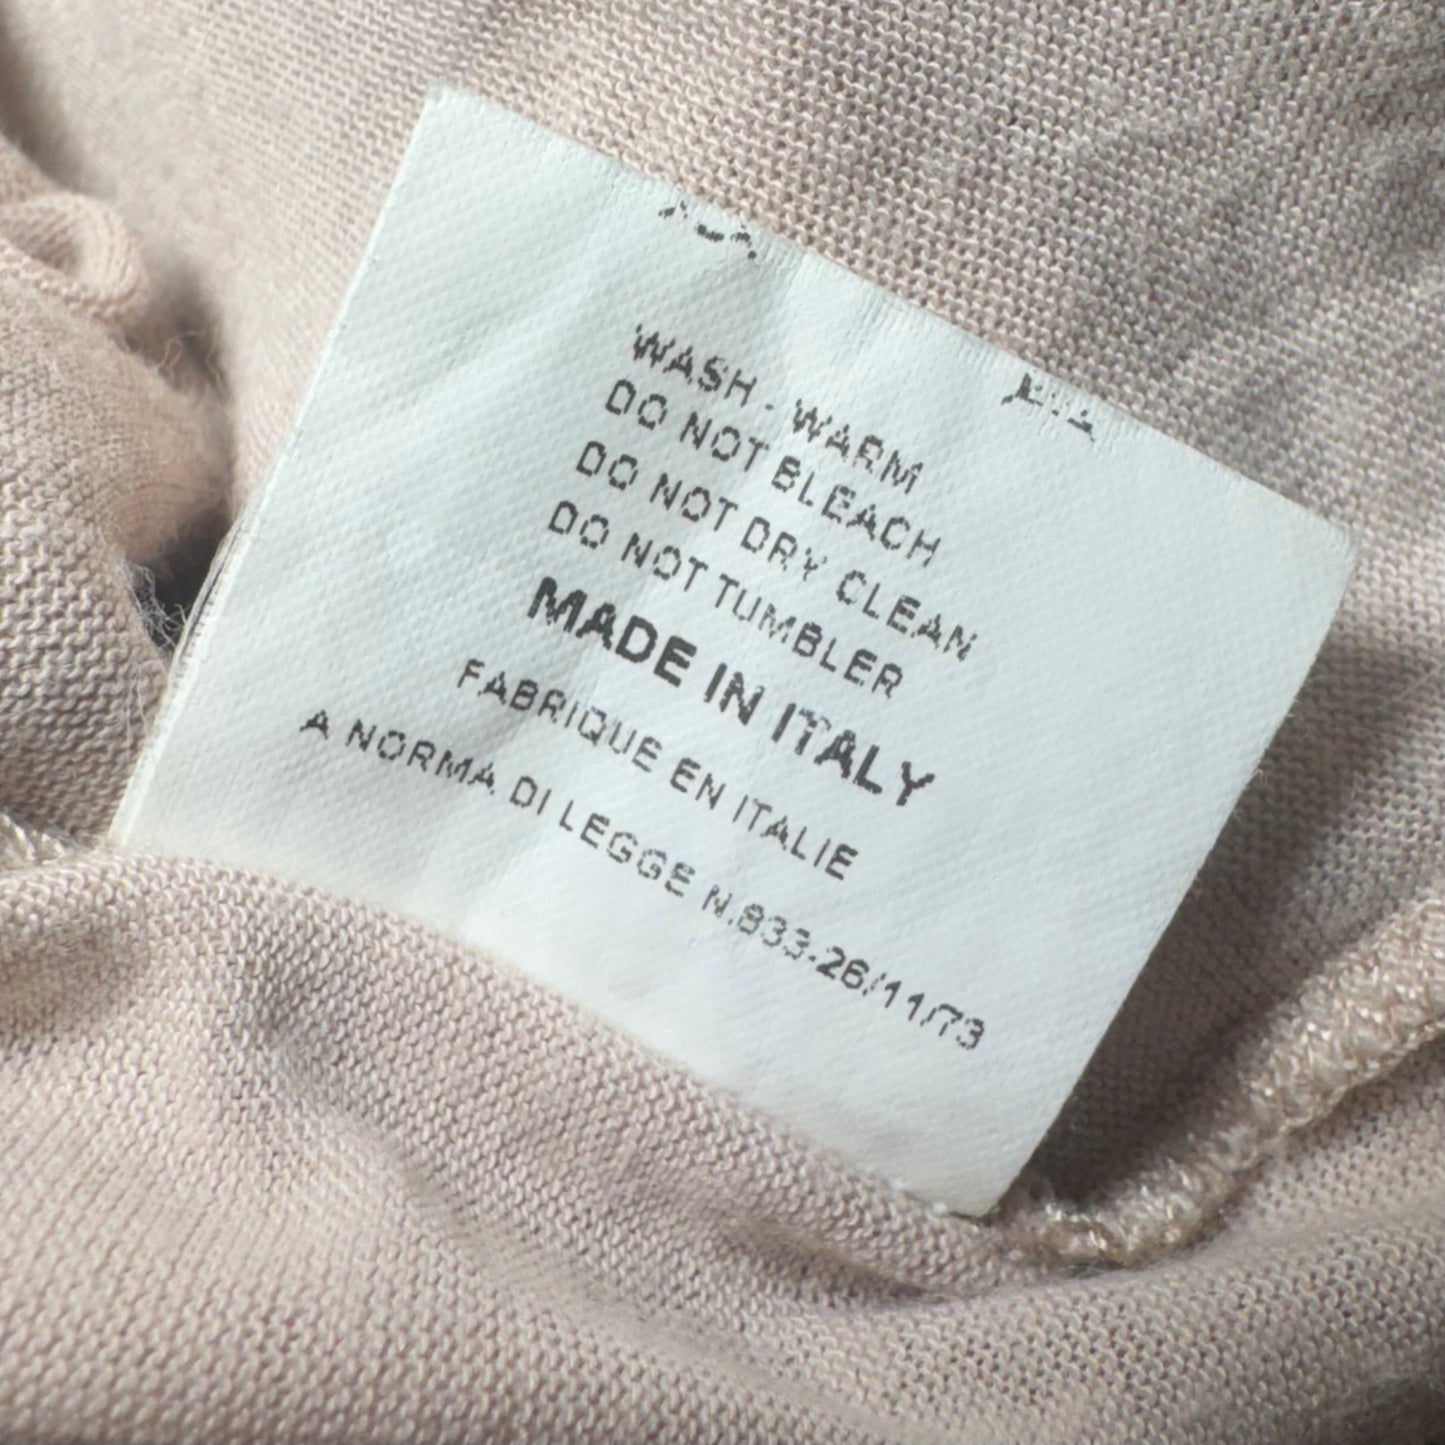 WASH - WARM
DO NOT BLEACH
DO NOT DRY CLEAN
DO NOT TUMBLER
MADE IN ITALY
FABRIQUE EN ITALIE
A NORMA DI LEGGE N.833-26/11/73